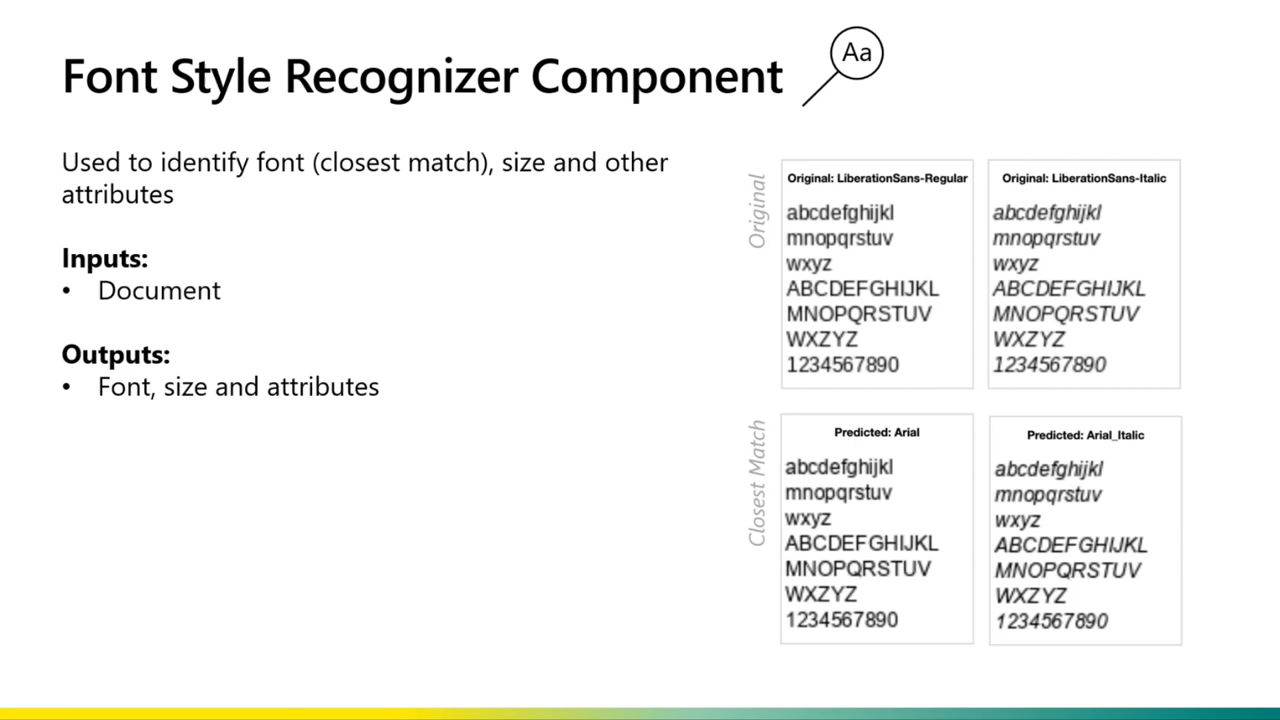 Font Style Recognizer Component
Aa
Used to identify font (closest match), size and other
attributes
Inputs:
• Document
Outputs:
• Font, size and attributes
Original
Original: LiberationSans-Regular
abcdefghijkl
mnopqrstuv
wxyz
ABCDEFGHIJKL
MNOPQRSTUV
WXZYZ
1234567890
Original: LiberationSans-Italic
abcdefghijkl
mnopqrstuv
wxyz
ABCDEFGHIJKL
MNOPQRSTUV
WXZYZ
1234567890
Closest Match
Predicted: Arial
abcdefghijkl
mnopqrstuv
wxyz
ABCDEFGHIJKL
MNOPQRSTUV
WXZYZ
1234567890
Predicted: Arial_Italic
abcdefghijkl
mnopqrstuv
wxyz
ABCDEFGHIJKL
MNOPQRSTUV
WXZYZ
1234567890